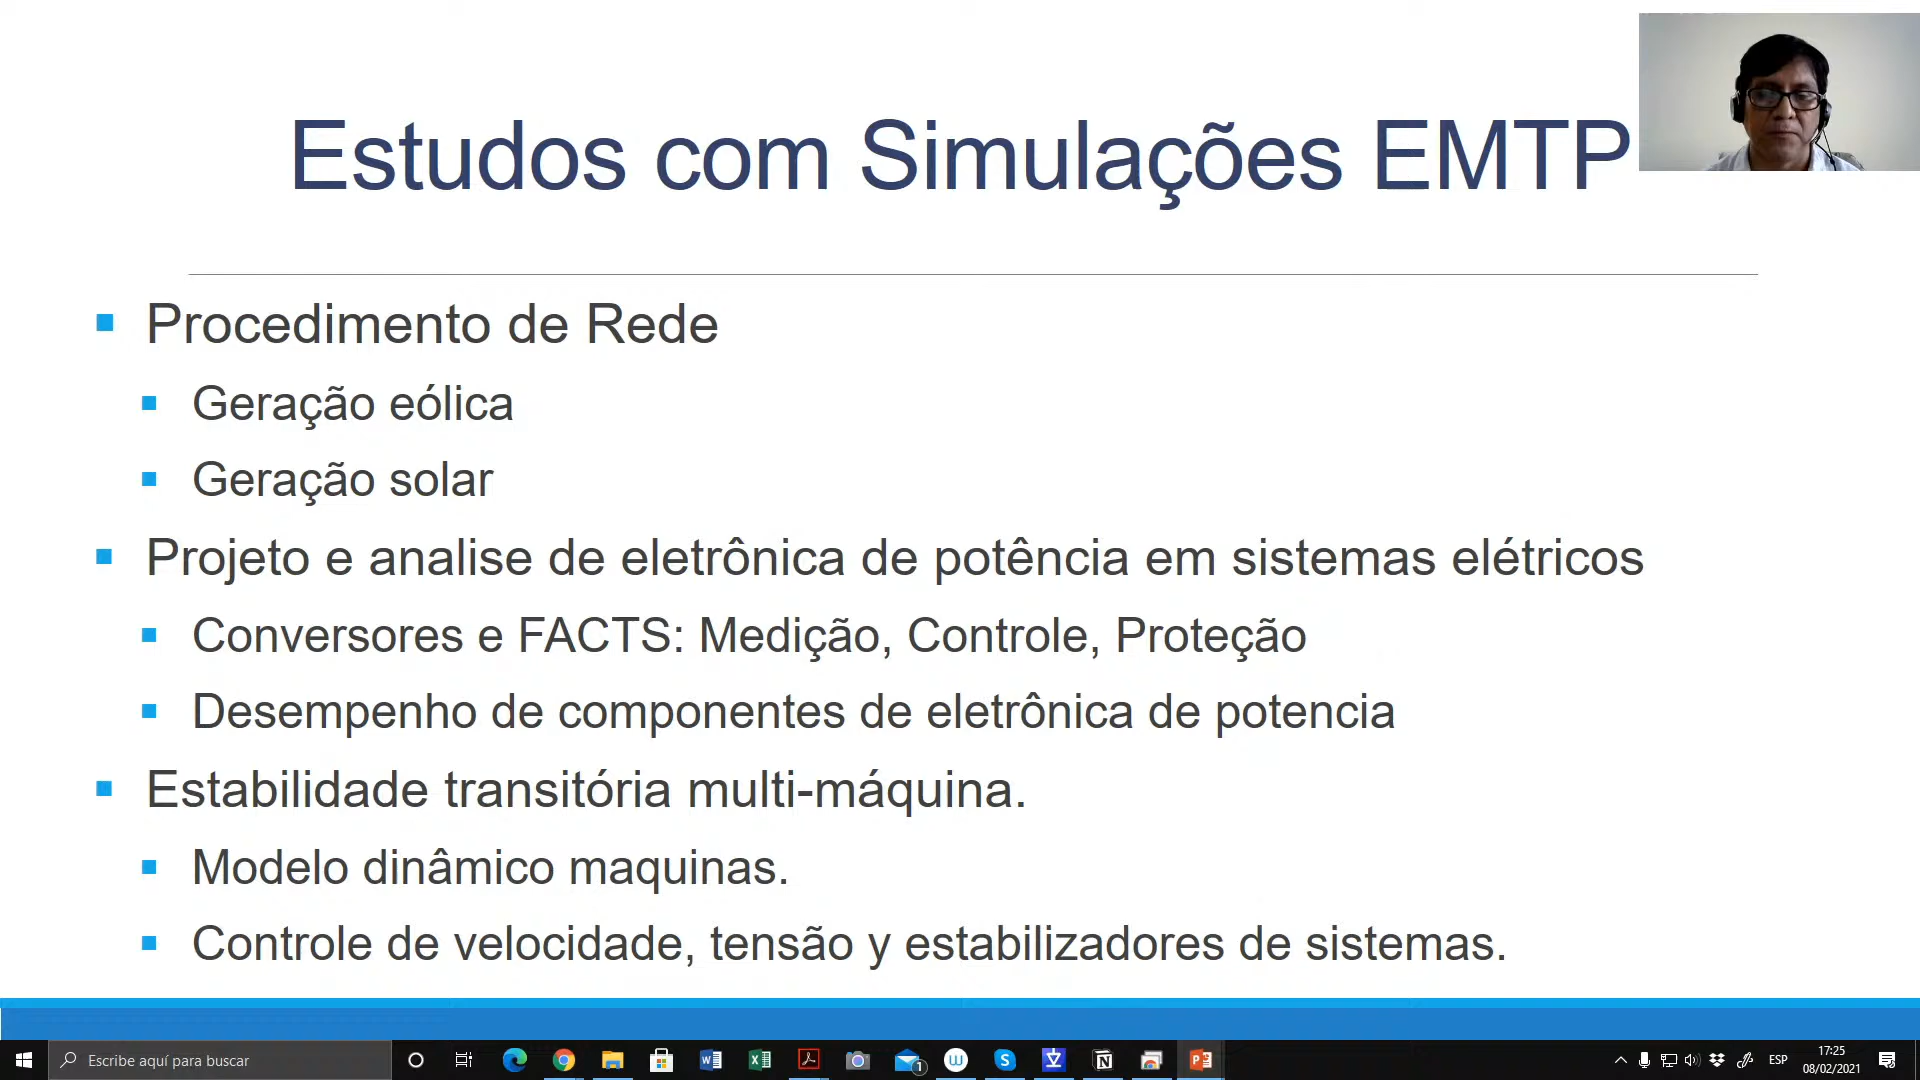 Estudos com Simulações EMTP
Procedimento de Rede
Geração eólica
Geração solar
Projeto e analise de eletrônica de potência em sistemas elétricos
Conversores e FACTS: Medição, Controle, Proteção
Desempenho de componentes de eletrônica de potencia
Estabilidade transitória multi-máquina.
Modelo dinâmico maquinas.
Controle de velocidade, tensão y estabilizadores de sistemas.
Escribe aquí para buscar
1
ESP
17:25
08/02/2021